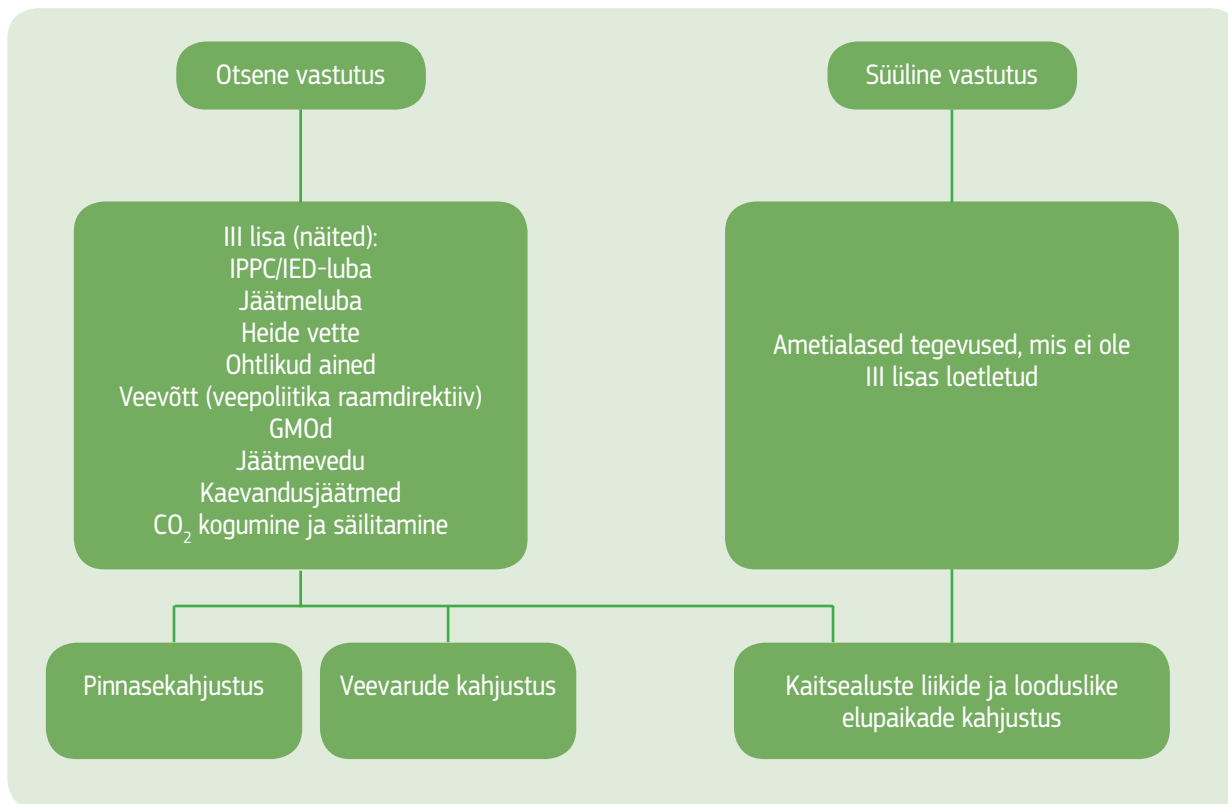 Otsene vastutus
Süüline vastutus
III lisa (näited):
IPPC/IED-luba
Jäätmeluba
Heide vette
Ohtlikud ained
Veevõtt (veepoliitika raamdirektiiv)
GMOd
Jäätmevedu
Kaevandusjäätmed
CO₂ kogumine ja säilitamine
Ametialased tegevused, mis ei ole
III lisas loetletud
Pinnasekahjustus
Veevarude kahjustus
Kaitsealuste liikide ja looduslike
elupaikade kahjustus